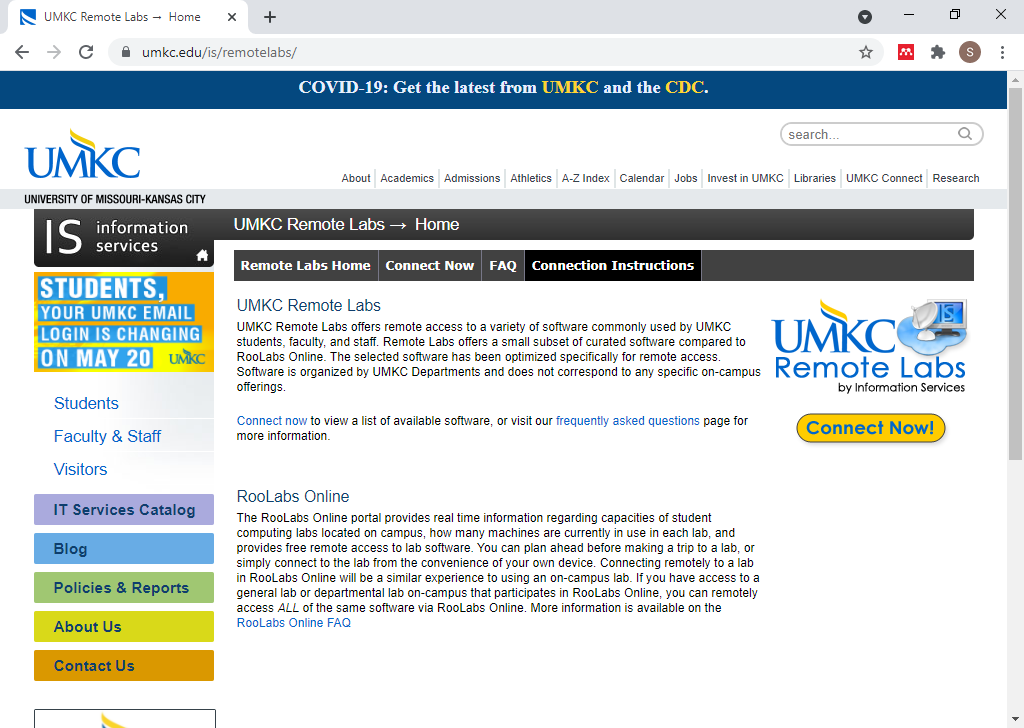 UMKC Remote Labs → Home
umkc.edu/is/remotelabs/
S
COVID-19: Get the latest from UMKC and the CDC.
search...
UMKC
About Academics Admissions Athletics A-Z Index Calendar Jobs Invest in UMKC Libraries UMKC Connect Research
UNIVERSITY OF MISSOURI-KANSAS CITY
IS information
services
UMKC Remote Labs → Home
Remote Labs Home Connect Now FAQ Connection Instructions
STUDENTS,
YOUR UMKC EMAIL
LOGIN IS CHANGING
ON MAY 20 UMKC
Students
Faculty & Staff
Visitors
IT Services Catalog
Blog
Policies & Reports
About Us
Contact Us
UMKC Remote Labs
UMKC Remote Labs offers remote access to a variety of software commonly used by UMKC
students, faculty, and staff. Remote Labs offers a small subset of curated software compared to
RooLabs Online. The selected software has been optimized specifically for remote access.
Software is organized by UMKC Departments and does not correspond to any specific on-campus
offerings.
Connect now to view a list of available software, or visit our frequently asked questions page for
more information.
RooLabs Online
The RooLabs Online portal provides real time information regarding capacities of student
computing labs located on campus, how many machines are currently in use in each lab, and
provides free remote access to lab software. You can plan ahead before making a trip to a lab, or
simply connect to the lab from the convenience of your own device. Connecting remotely to a lab
in RooLabs Online will be a similar experience to using an on-campus lab. If you have access to a
general lab or departmental lab on-campus that participates in RooLabs Online, you can remotely
access ALL of the same software via RooLabs Online. More information is available on the
RooLabs Online FAQ
UMKC IS
Remote Labs
by Information Services
Connect Now!